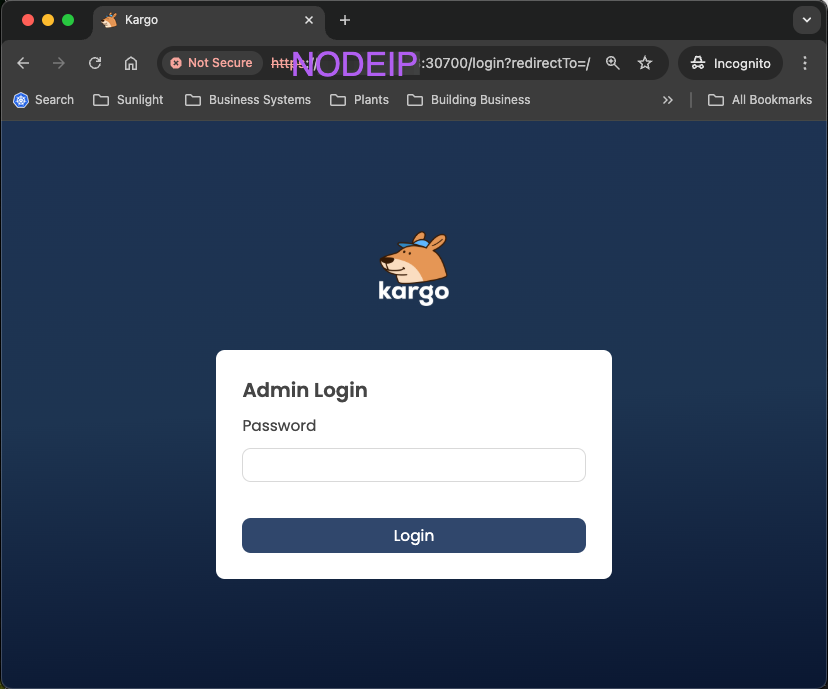 Kargo
Not Secure https:// NODEIP :30700/login?redirectTo=/ Incognito
Search Sunlight Business Systems Plants Building Business » All Bookmarks
kargo
Admin Login
Password
Login